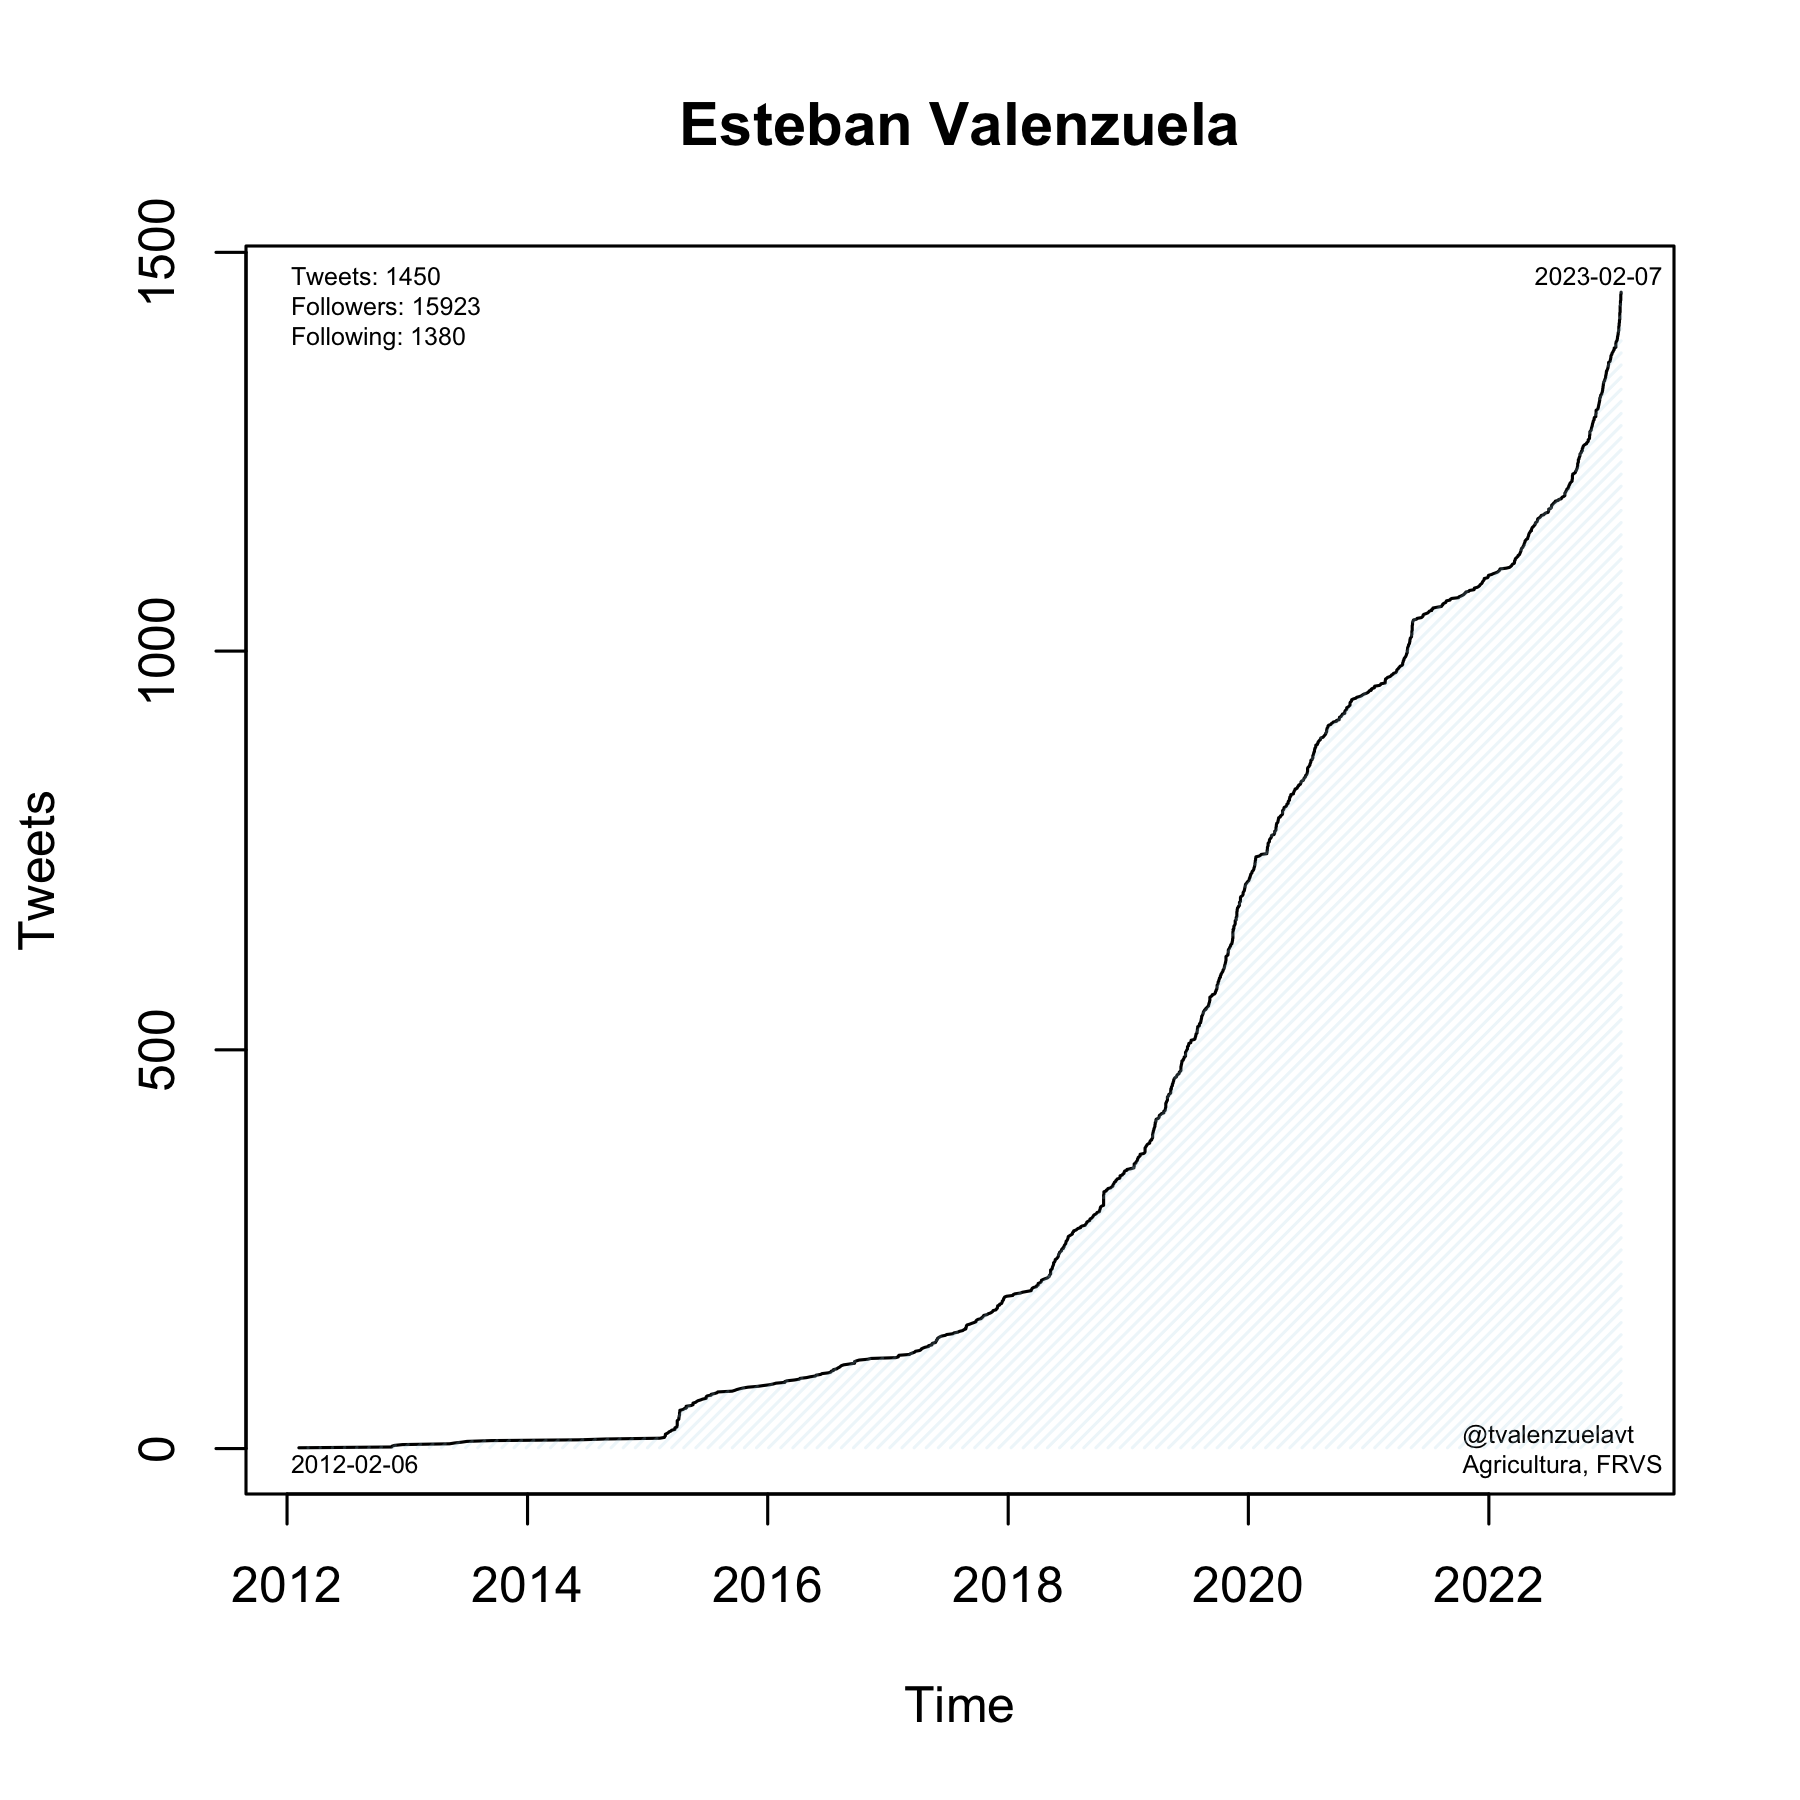 Esteban Valenzuela
Tweets: 1450
Followers: 15923
Following: 1380
2023-02-07
1500
1000
500
0
Tweets
2012-02-06
@tvalenzuelavt
Agricultura, FRVS
2012 2014 2016 2018 2020 2022
Time